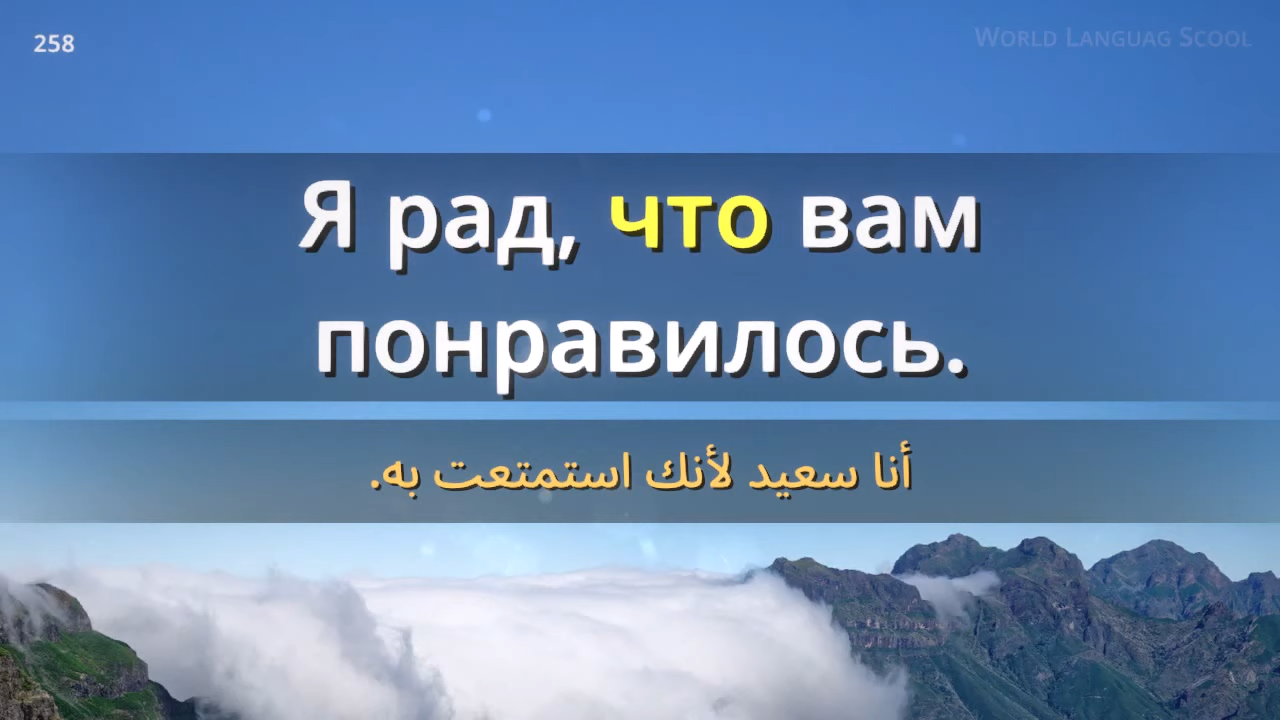 258
World Languag Scool
Я рад, что вам
понравилось.
أنا سعيد لأنك استمتعت به.